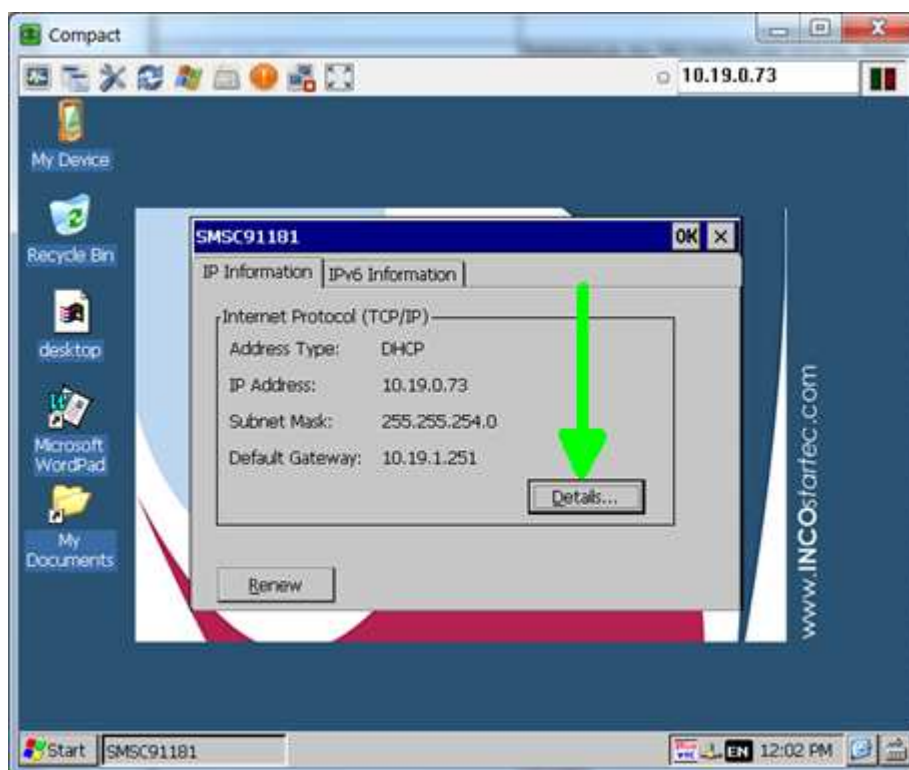 Compact
10.19.0.73
My Device
Recycle Bin
desktop
Microsoft
WordPad
My
Documents
SMSC91181
OK
IP Information
IPv6 Information
Internet Protocol (TCP/IP)
Address Type: DHCP
IP Address: 10.19.0.73
Subnet Mask: 255.255.254.0
Default Gateway: 10.19.1.251
Details...
Renew
www.INCOstartec.com
Start
SMSC91181
EN
12:02 PM